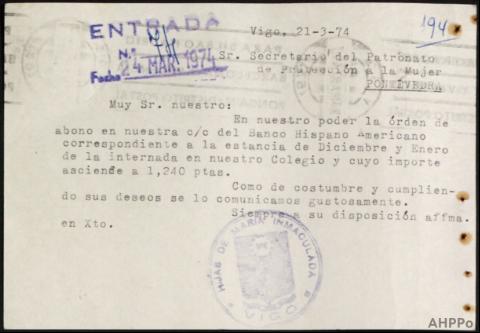 ENTRADA
N.º
Fecha 24 MAR. 1974
194
Vigo, 21-3-74
Sr. Secretario del Patronato
de Protección a la Mujer
PONTEVEDRA
Muy Sr. nuestro:
En nuestro poder la órden de
abono en nuestra c/c del Banco Hispano Americano
correspondiente a la estancia de Diciembre y Enero
de la internada en nuestro Colegio y cuyo importe
asciende a 1,240 ptas.
Como de costumbre y cumplien-
do sus deseos se lo comunicamos gustosamente.
Siempre a su disposición affma.
en Xto.
HIJAS DE MARIA INMACULADA
VIGO
AHPPo